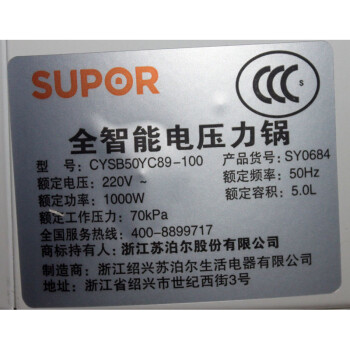 SUPOR
CCC S
全智能电压力锅
型 号：CYSB50YC89-100 产品货号：SY0684
额定电压：220V ~ 额定频率：50Hz
额定功率：1000W 额定容积：5.0L
额定工作压力：70kPa
全国服务热线：400-8899717
商标持有人：浙江苏泊尔股份有限公司
制造商：浙江绍兴苏泊尔生活电器有限公司
地址：浙江省绍兴市世纪西街3号